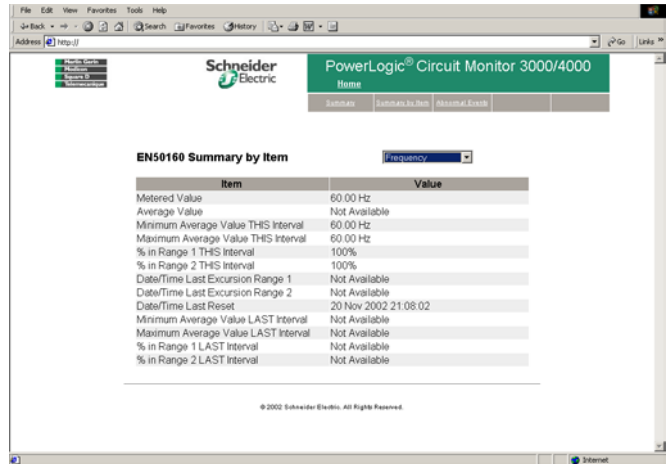 File Edit View Favorites Tools Help
Back Search Favorites History
Address http:// Go Links »
Merlin Gerin
Modicon
Square D
Telemecanique
Schneider
Electric
PowerLogic® Circuit Monitor 3000/4000
Home
Summary Summary by Item Abnormal Events
EN50160 Summary by Item Frequency
Item Value
Metered Value 60.00 Hz
Average Value Not Available
Minimum Average Value THIS Interval 60.00 Hz
Maximum Average Value THIS Interval 60.00 Hz
% in Range 1 THIS Interval 100%
% in Range 2 THIS Interval 100%
Date/Time Last Excursion Range 1 Not Available
Date/Time Last Excursion Range 2 Not Available
Date/Time Last Reset 20 Nov 2002 21:08:02
Minimum Average Value LAST Interval Not Available
Maximum Average Value LAST Interval Not Available
% in Range 1 LAST Interval Not Available
% in Range 2 LAST Interval Not Available
© 2002 Schneider Electric. All Rights Reserved.
Internet